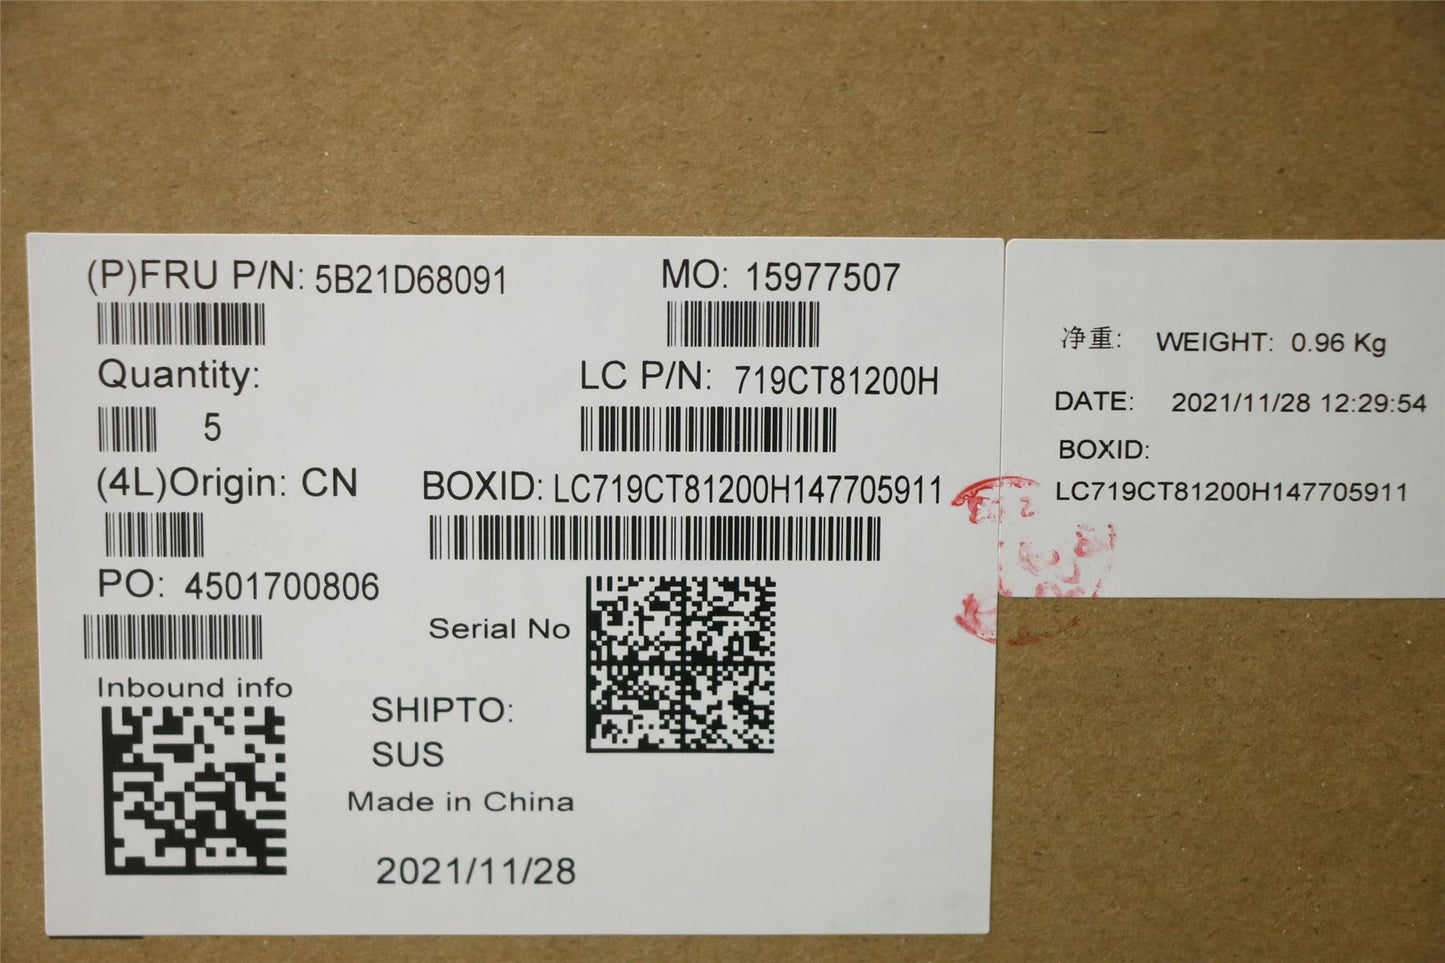 (P)FRU P/N: 5B21D68091
MO: 15977507
Quantity:
5
LC P/N: 719CT81200H
(4L)Origin: CN
BOXID: LC719CT81200H147705911
PO: 4501700806
Serial No
Inbound info
SHIPTO:
SUS
Made in China
2021/11/28
净重: WEIGHT: 0.96 Kg
DATE: 2021/11/28 12:29:54
BOXID:
LC719CT81200H147705911